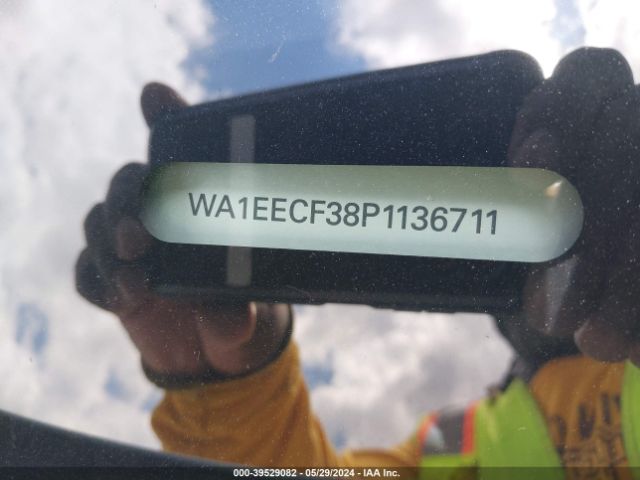 WA1EECF38P1136711
000-39529082 - 05/29/2024 - IAA Inc.